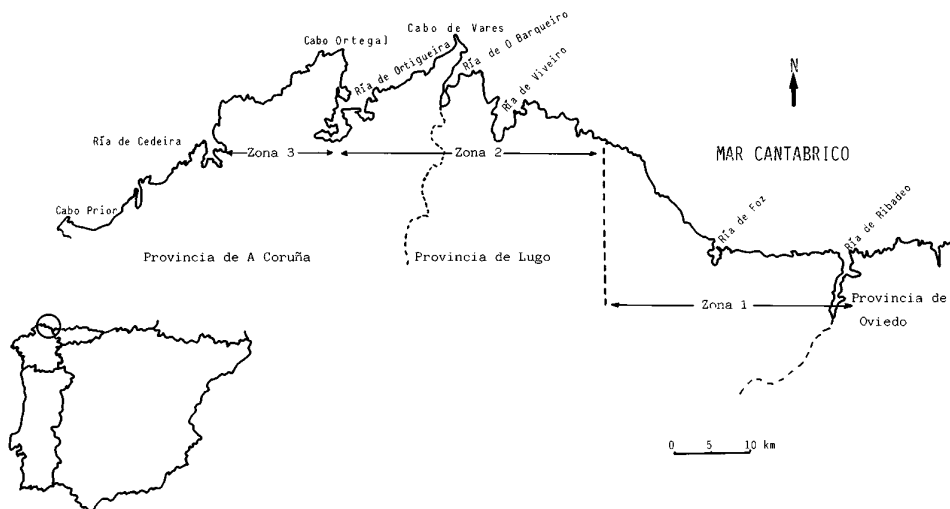 Cabo Ortegal
Cabo de Vares
Ría de Ortigueira
Ría de O Barqueiro
Ría de Viveiro
N
Ría de Cedeira
Zona 3
Zona 2
MAR CANTABRICO
Cabo Prior
Ría de Foz
Ría de Ribadeo
Provincia de A Coruña
Provincia de Lugo
Zona 1
Provincia de
Oviedo
0 5 10 km